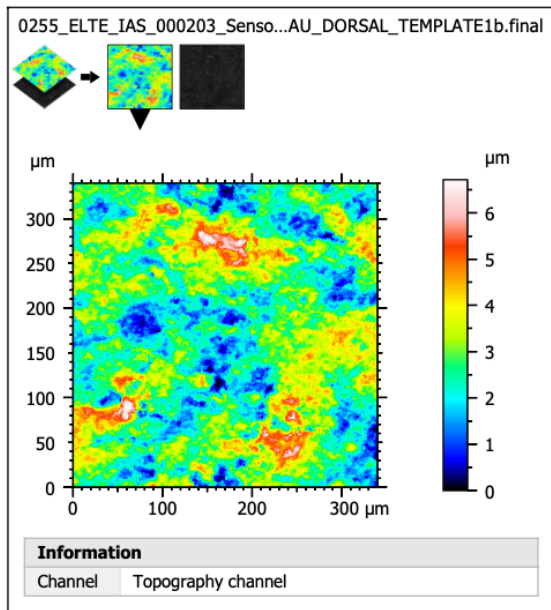 0255_ELTE_IAS_000203_Senso...AU_DORSAL_TEMPLATE1b.final
µm
µm
300
250
200
150
100
50
0
0
100
200
300 µm
6
5
4
3
2
1
0
Information
Channel Topography channel